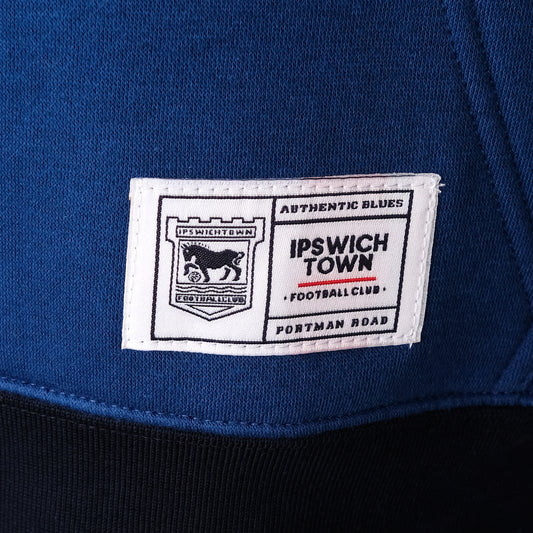 IPSWICH TOWN
FOOTBALL CLUB
AUTHENTIC BLUES
IPSWICH
TOWN
· FOOTBALL CLUB ·
PORTMAN ROAD